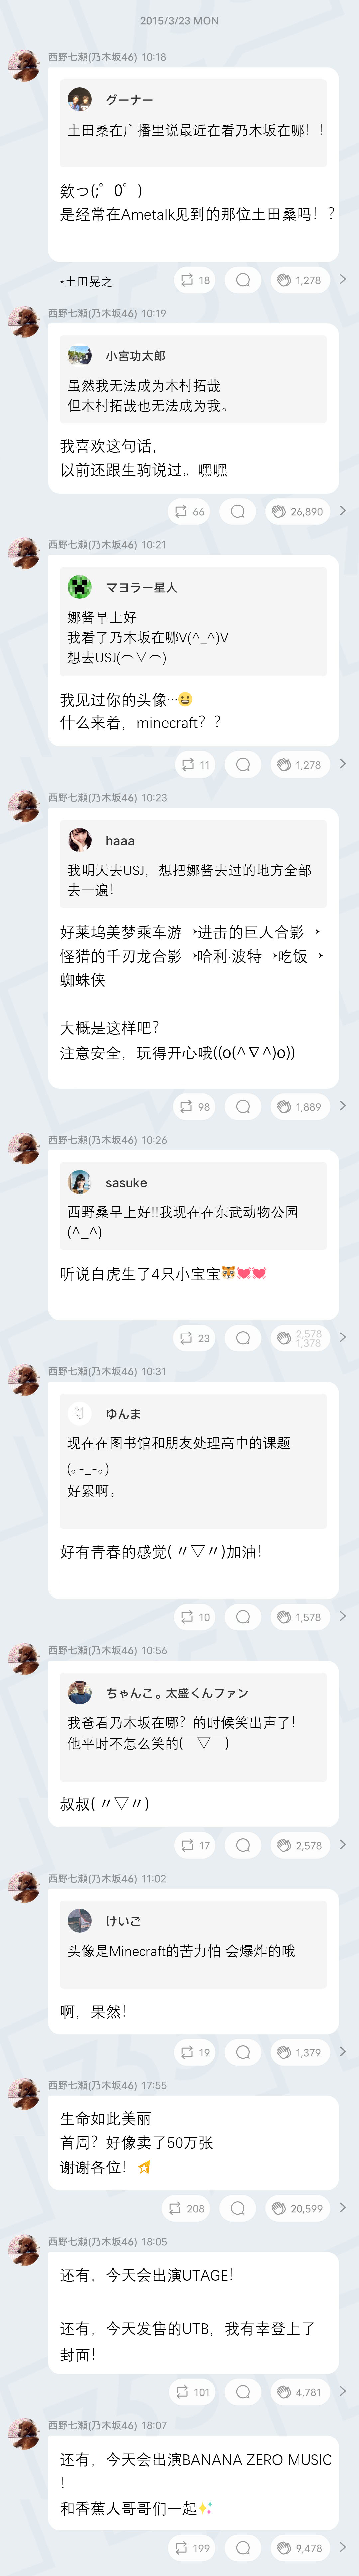 2015/3/23 MON
西野七瀬(乃木坂46) 10:18
グーナー
土田桑在广播里说最近在看乃木坂在哪！！
欸っ(;゜0゜)
是经常在Ametalk见到的那位土田桑吗！？
*土田晃之
18
1,278
西野七瀬(乃木坂46) 10:19
小宮功太郎
虽然我无法成为木村拓哉
但木村拓哉也无法成为我。
我喜欢这句话，
以前还跟生驹说过。嘿嘿
66
26,890
西野七瀬(乃木坂46) 10:21
マヨラー星人
娜酱早上好
我看了乃木坂在哪V(^_^)V
想去USJ(⌒▽⌒)
我见过你的头像…😀
什么来着，minecraft？？
11
1,278
西野七瀬(乃木坂46) 10:23
haaa
我明天去USJ，想把娜酱去过的地方全部
去一遍！
好莱坞美梦乘车游→进击的巨人合影→
怪猎的千刃龙合影→哈利·波特→吃饭→
蜘蛛侠
大概是这样吧？
注意安全，玩得开心哦((o(^∇^)o))
98
1,889
西野七瀬(乃木坂46) 10:26
sasuke
西野桑早上好!!我现在在东武动物公园
(^_^)
听说白虎生了4只小宝宝🐯💓💓
23
2,578
1,378
西野七瀬(乃木坂46) 10:31
ゆんま
现在在图书馆和朋友处理高中的课题
(｡-_-｡)
好累啊。
好有青春的感觉(〃▽〃)加油！
10
1,578
西野七瀬(乃木坂46) 10:56
ちゃんこ。太盛くんファン
我爸看乃木坂在哪？的时候笑出声了！
他平时不怎么笑的(￣▽￣)
叔叔(〃▽〃)
17
2,578
西野七瀬(乃木坂46) 11:02
けいご
头像是Minecraft的苦力怕 会爆炸的哦
啊，果然！
19
1,379
西野七瀬(乃木坂46) 17:55
生命如此美丽
首周？好像卖了50万张
谢谢各位！
208
20,599
西野七瀬(乃木坂46) 18:05
还有，今天会出演UTAGE！
还有，今天发售的UTB，我有幸登上了
封面！
101
4,781
西野七瀬(乃木坂46) 18:07
还有，今天会出演BANANA ZERO MUSIC
！
和香蕉人哥哥们一起✨
199
9,478